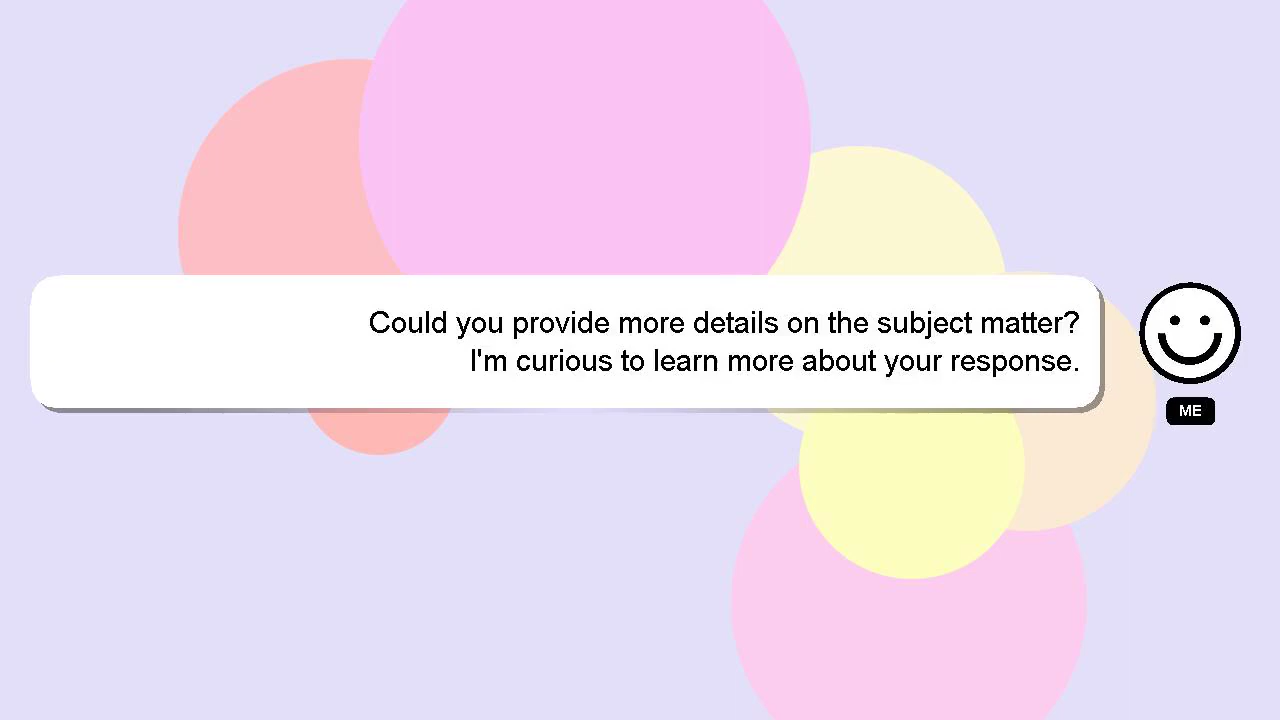 Could you provide more details on the subject matter?
I'm curious to learn more about your response.
ME